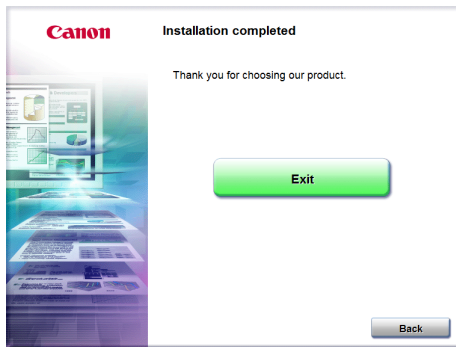 Canon
Installation completed
Thank you for choosing our product.
Exit
Back